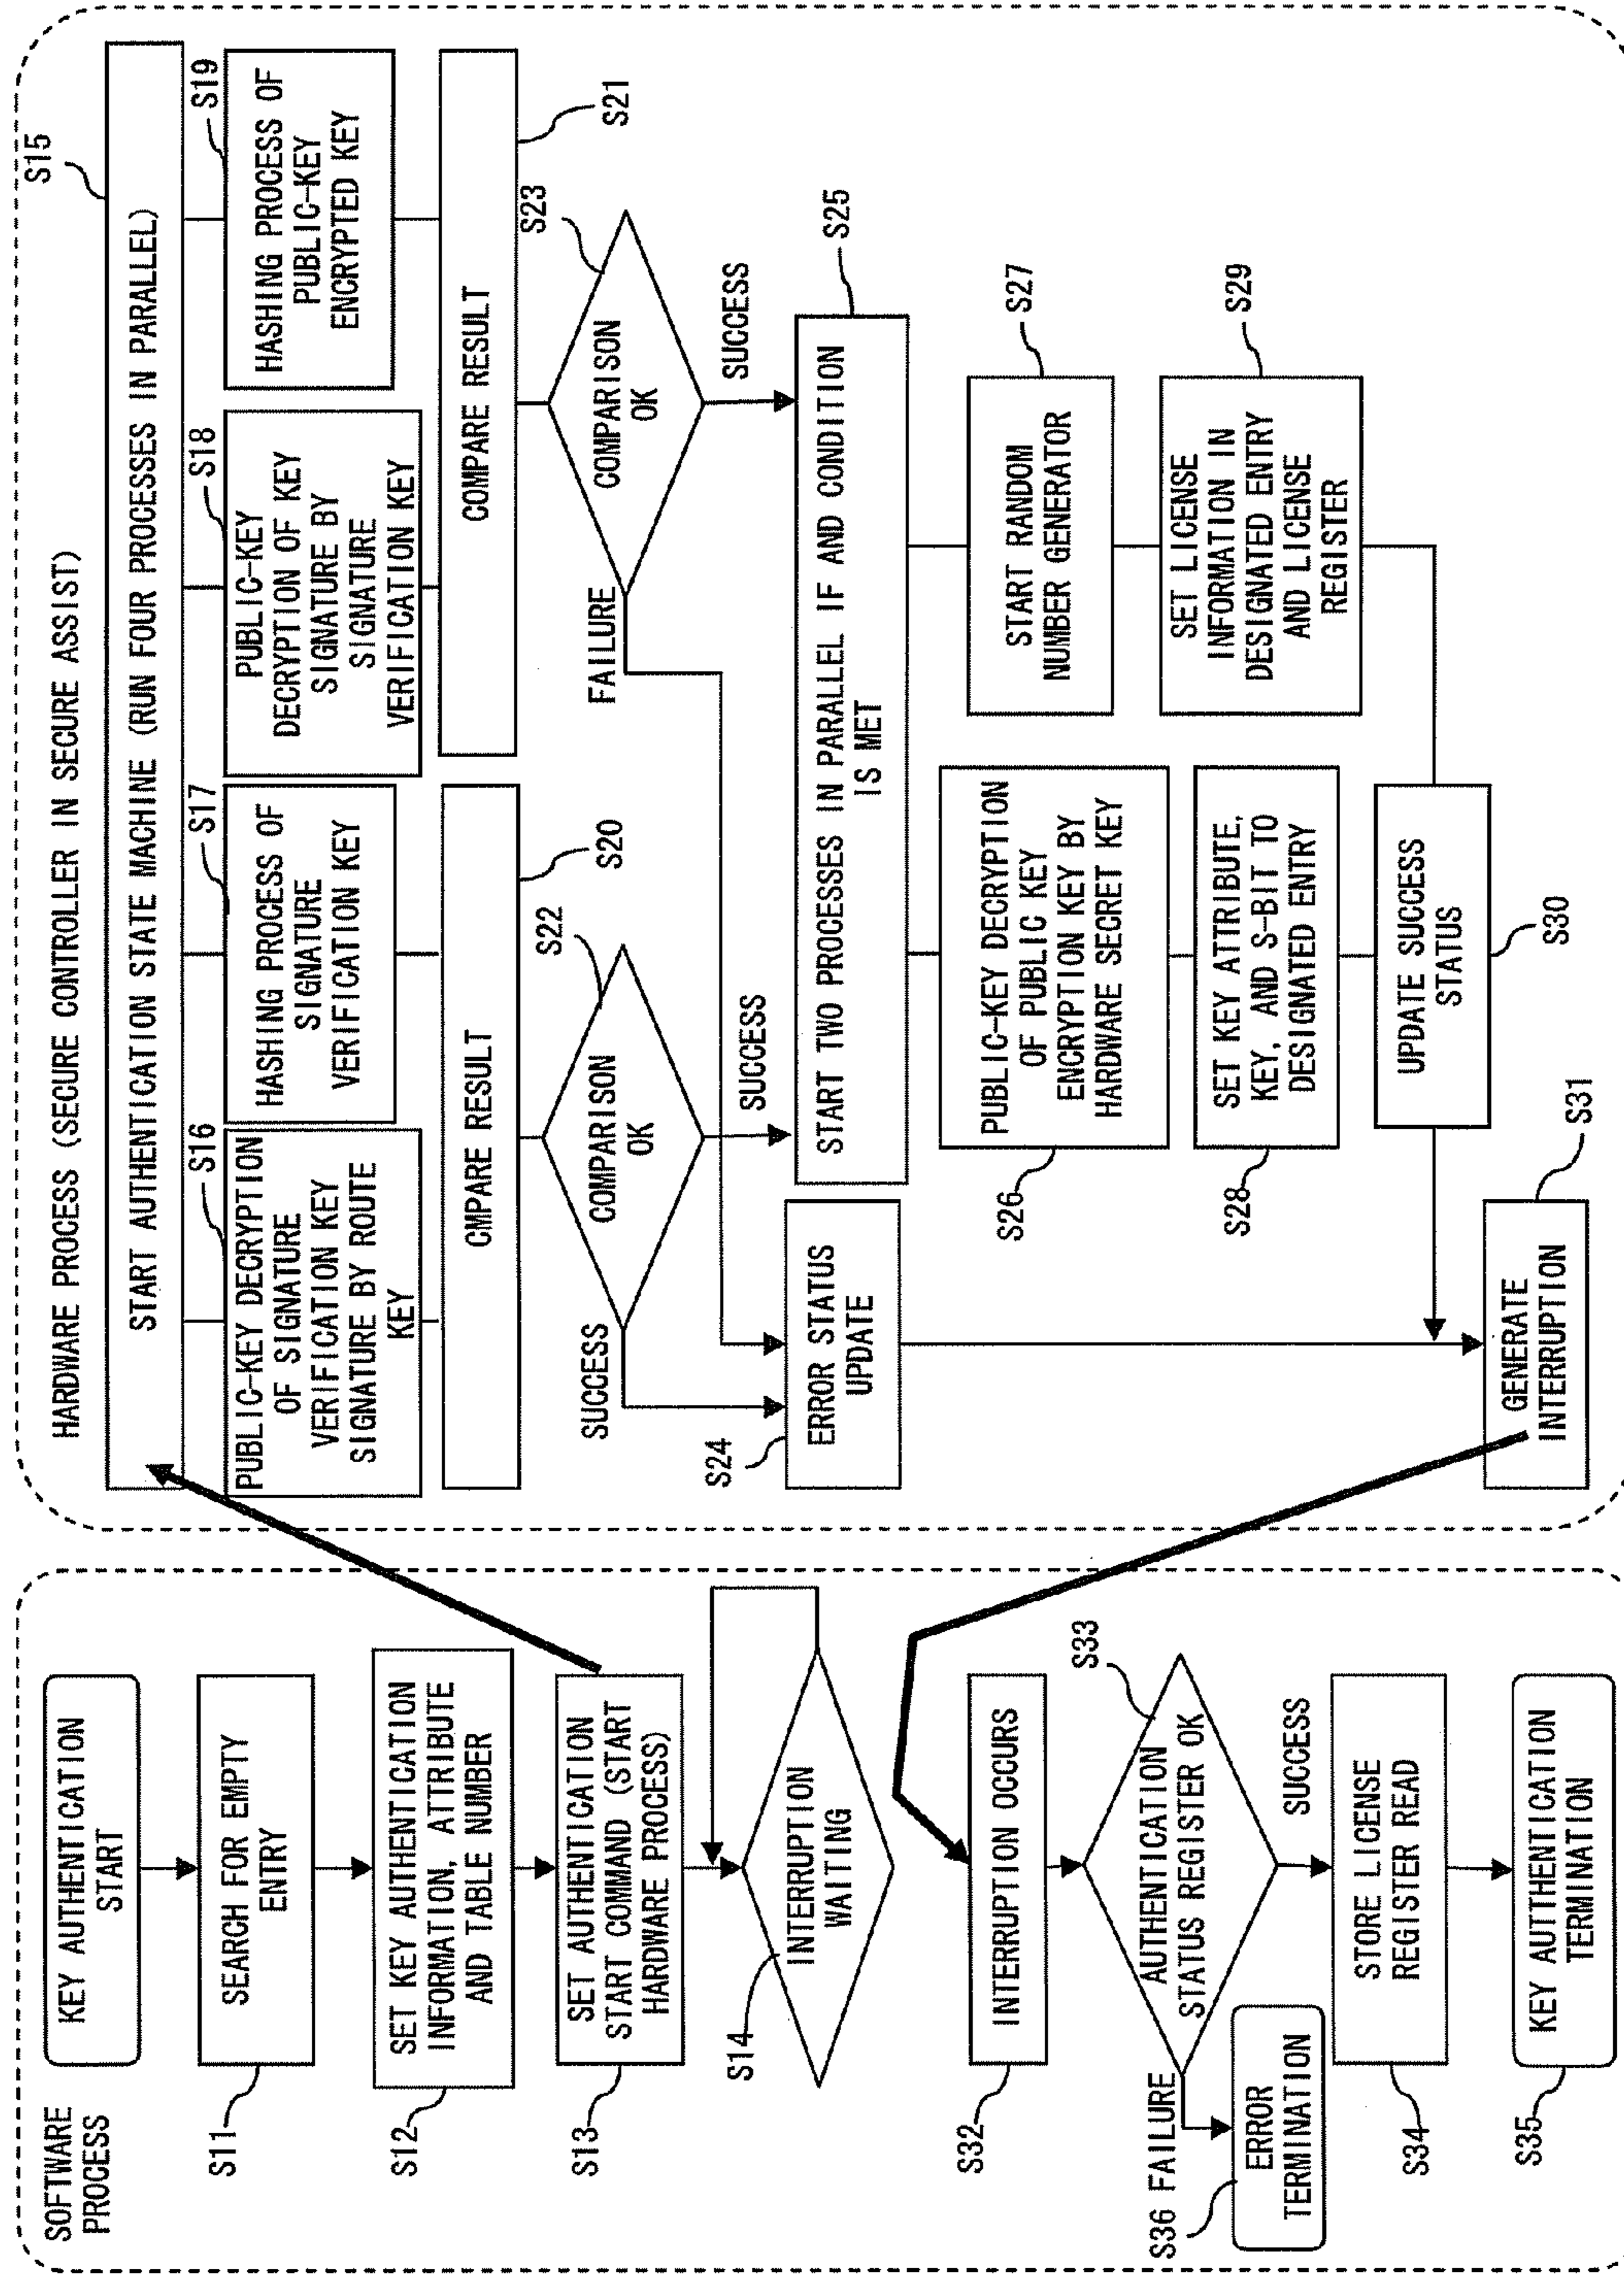 SOFTWARE
PROCESS
KEY AUTHENTICATION
START
S11
SEARCH FOR EMPTY
ENTRY
S12
SET KEY AUTHENTICATION
INFORMATION, ATTRIBUTE
AND TABLE NUMBER
S13
SET AUTHENTICATION
START COMMAND (START
HARDWARE PROCESS)
S14
INTERRUPTION
WAITING
S32
INTERRUPTION OCCURS
S33
AUTHENTICATION
STATUS REGISTER OK
S36 FAILURE
ERROR
TERMINATION
SUCCESS
S34
STORE LICENSE
REGISTER READ
S35
KEY AUTHENTICATION
TERMINATION
HARDWARE PROCESS (SECURE CONTROLLER IN SECURE ASSIST)
S15
START AUTHENTICATION STATE MACHINE (RUN FOUR PROCESSES IN PARALLEL)
S16
PUBLIC-KEY DECRYPTION
OF SIGNATURE
VERIFICATION KEY
SIGNATURE BY ROUTE
KEY
S17
HASHING PROCESS OF
SIGNATURE
VERIFICATION KEY
S18
PUBLIC-KEY
DECRYPTION OF KEY
SIGNATURE BY
SIGNATURE
VERIFICATION KEY
S19
HASHING PROCESS OF
PUBLIC-KEY
ENCRYPTED KEY
CMPARE RESULT
S20
COMPARE RESULT
S21
S22
COMPARISON
OK
SUCCESS
SUCCESS
S23
COMPARISON
OK
FAILURE
SUCCESS
S24
ERROR STATUS
UPDATE
S25
START TWO PROCESSES IN PARALLEL IF AND CONDITION
IS MET
S26
PUBLIC-KEY DECRYPTION
OF PUBLIC KEY
ENCRYPTION KEY BY
HARDWARE SECRET KEY
S27
START RANDOM
NUMBER GENERATOR
S28
SET KEY ATTRIBUTE,
KEY, AND S-BIT TO
DESIGNATED ENTRY
S29
SET LICENSE
INFORMATION IN
DESIGNATED ENTRY
AND LICENSE
REGISTER
UPDATE SUCCESS
STATUS
S30
GENERATE
INTERRUPTION
S31